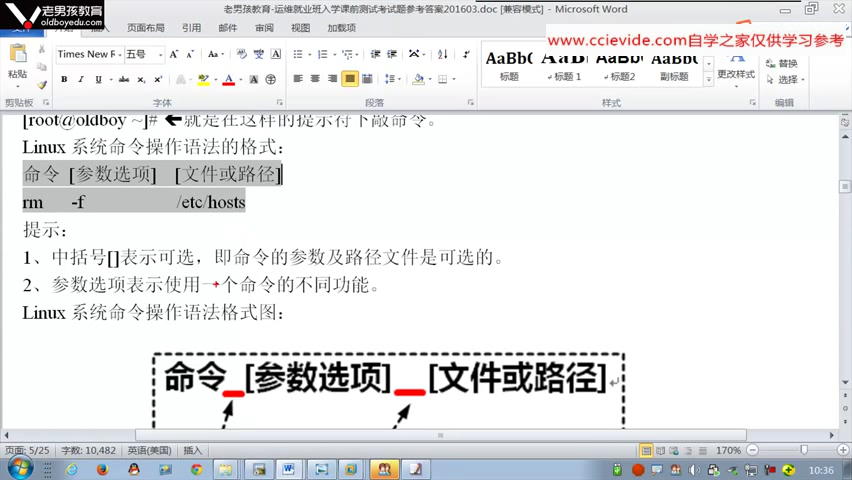 老男孩教育
oldboyedu.com
老男孩教育-运维就业班入学课前测试考试题参考答案201603.doc [兼容模式] - Microsoft Word
www.ccievide.com自学之家仅供学习参考
插入 页面布局 引用 邮件 审阅 视图 加载项
粘贴
Times New R 五号
AaBbC 标题
标题 1
标题2
AaBbC 副标题
更改样式
替换
选择
剪贴板 字体 段落 样式 编辑
[root@oldboy ~]# 🡸就是在这样的提示符下敲命令。
Linux 系统命令操作语法的格式：
命令 [参数选项] [文件或路径]
rm -f /etc/hosts
提示：
1、中括号[]表示可选，即命令的参数及路径文件是可选的。
2、参数选项表示使用一个命令的不同功能。
Linux 系统命令操作语法格式图：
命令 [参数选项] [文件或路径]
页面: 5/25 字数: 10,482 英语(美国) 插入 170%
10:36